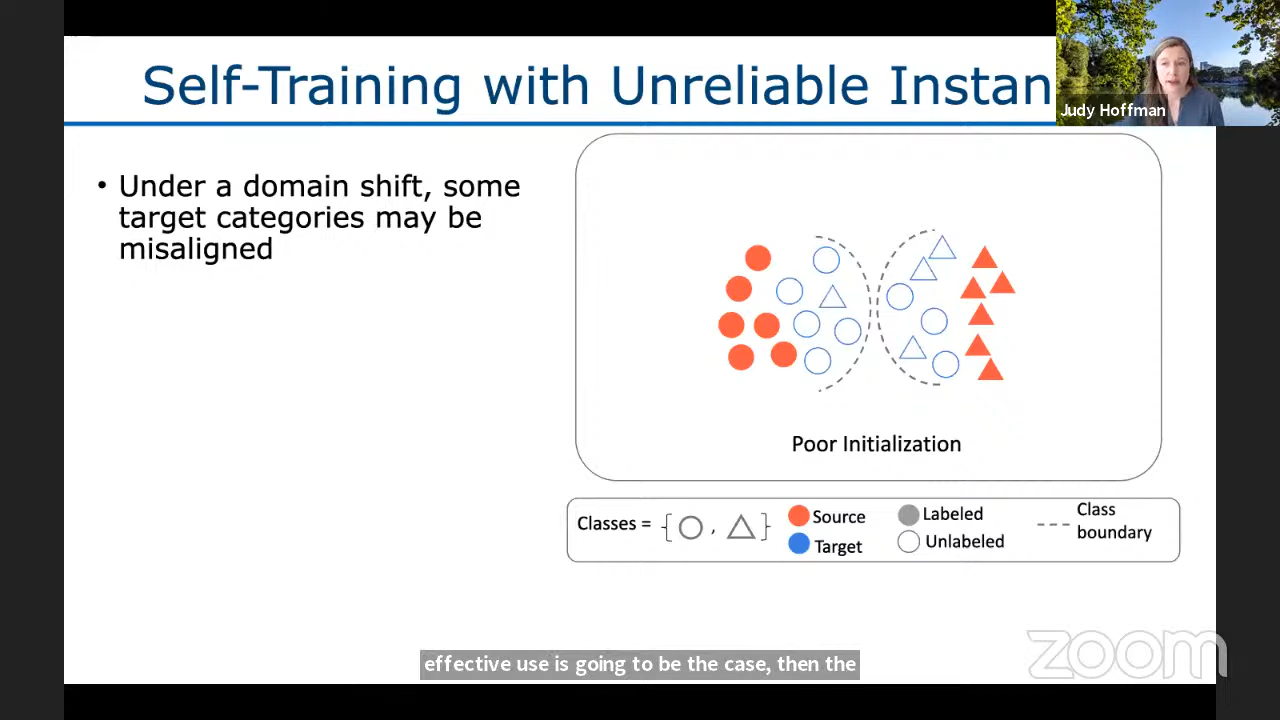 Self-Training with Unreliable Instan
Judy Hoffman
• Under a domain shift, some
target categories may be
misaligned
Poor Initialization
Classes = { , }
Source
Target
Labeled
Unlabeled
Class
boundary
effective use is going to be the case, then the
zoom